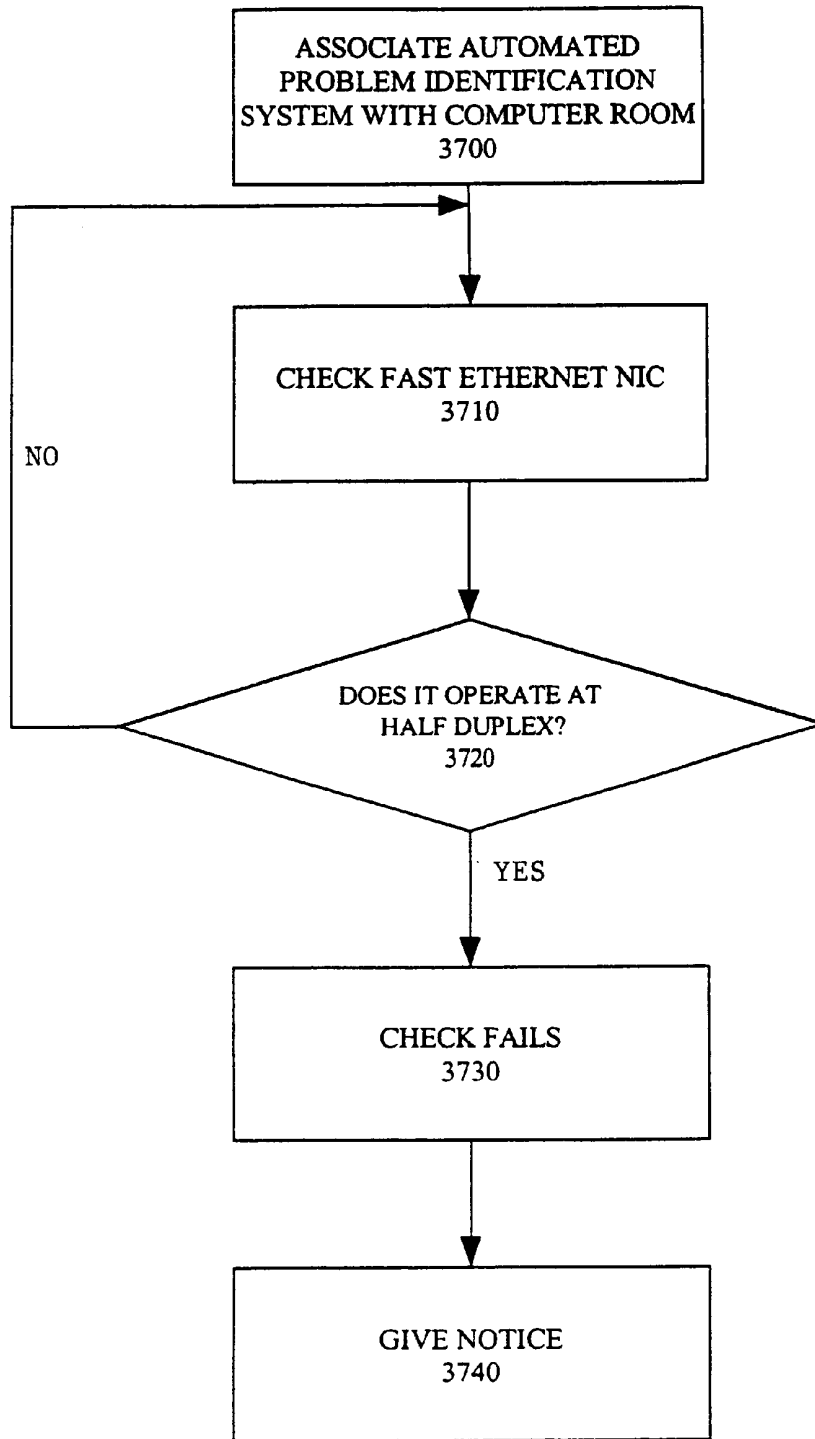 ASSOCIATE AUTOMATED
PROBLEM IDENTIFICATION
SYSTEM WITH COMPUTER ROOM
3700
CHECK FAST ETHERNET NIC
3710
NO
DOES IT OPERATE AT
HALF DUPLEX?
3720
YES
CHECK FAILS
3730
GIVE NOTICE
3740